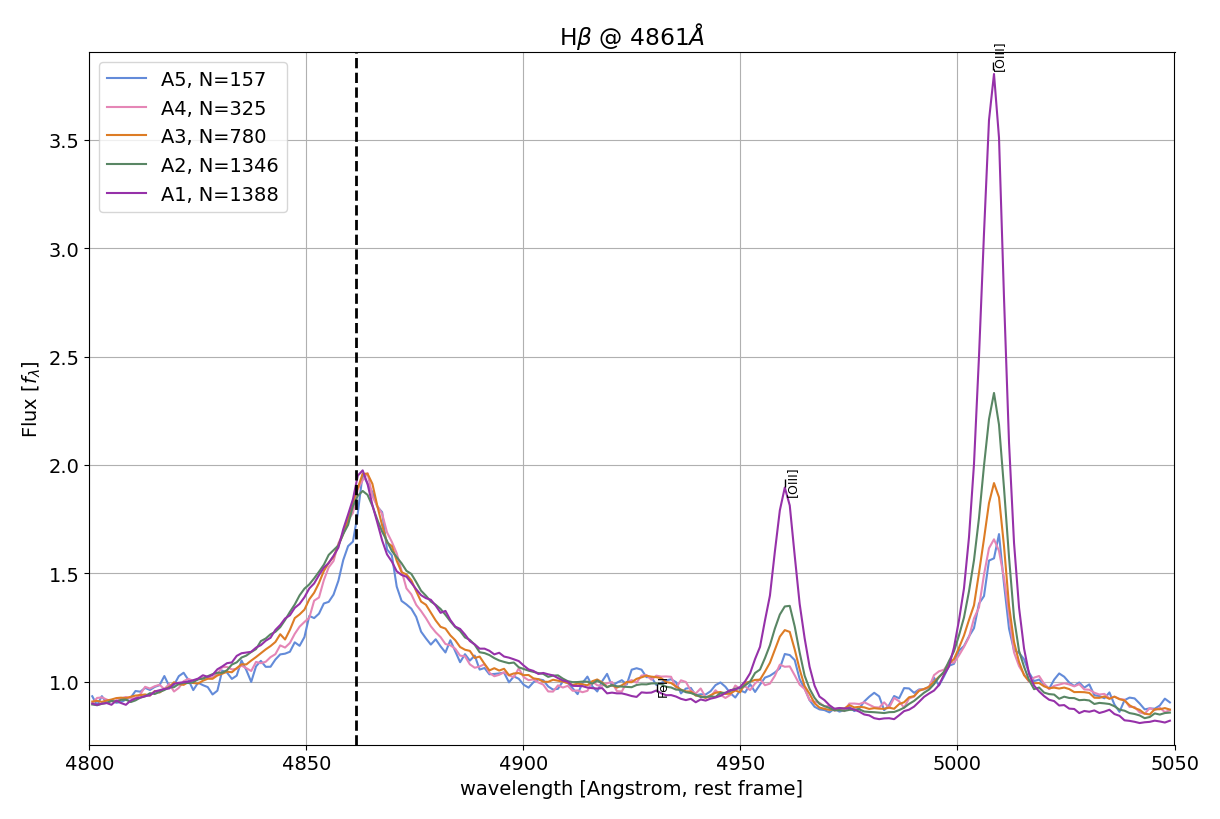 Hβ @ 4861Å
A5, N=157
A4, N=325
A3, N=780
A2, N=1346
A1, N=1388
[OIII]
[OIII]
FeII
3.5
3.0
2.5
2.0
1.5
1.0
Flux [fλ]
4800 4850 4900 4950 5000 5050
wavelength [Angstrom, rest frame]